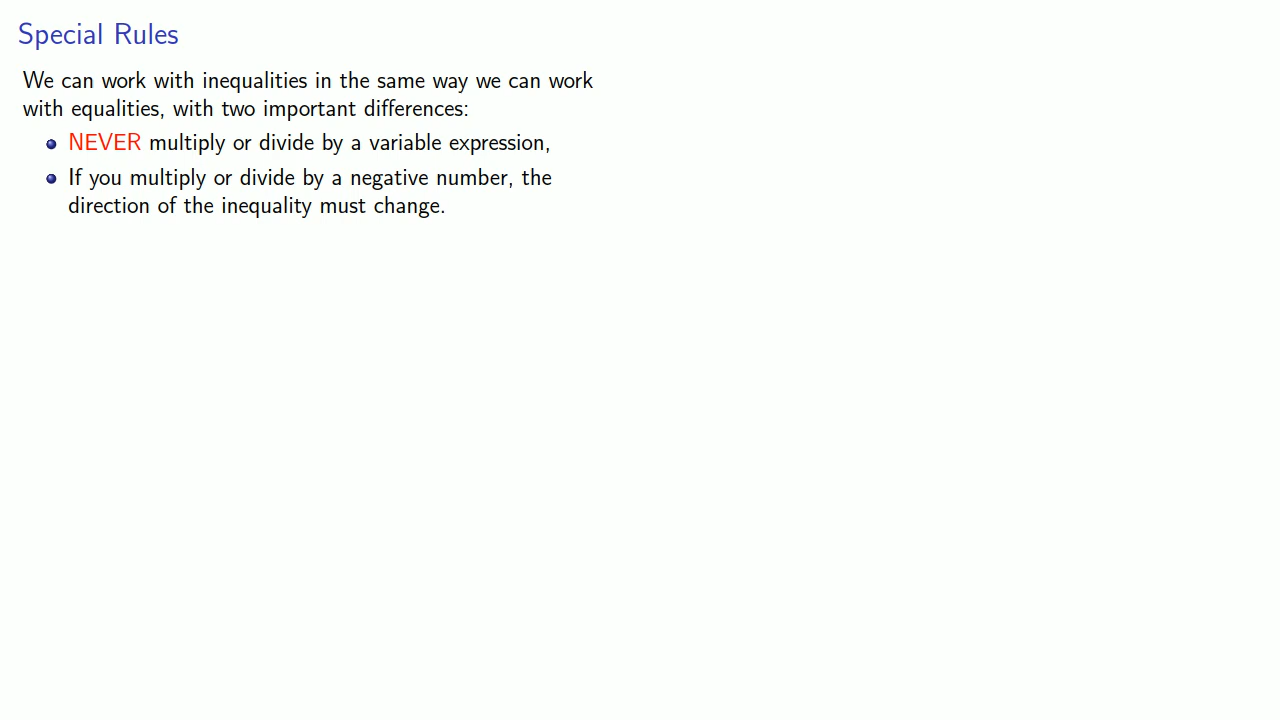 Special Rules
We can work with inequalities in the same way we can work
with equalities, with two important differences:
NEVER multiply or divide by a variable expression,
If you multiply or divide by a negative number, the
direction of the inequality must change.